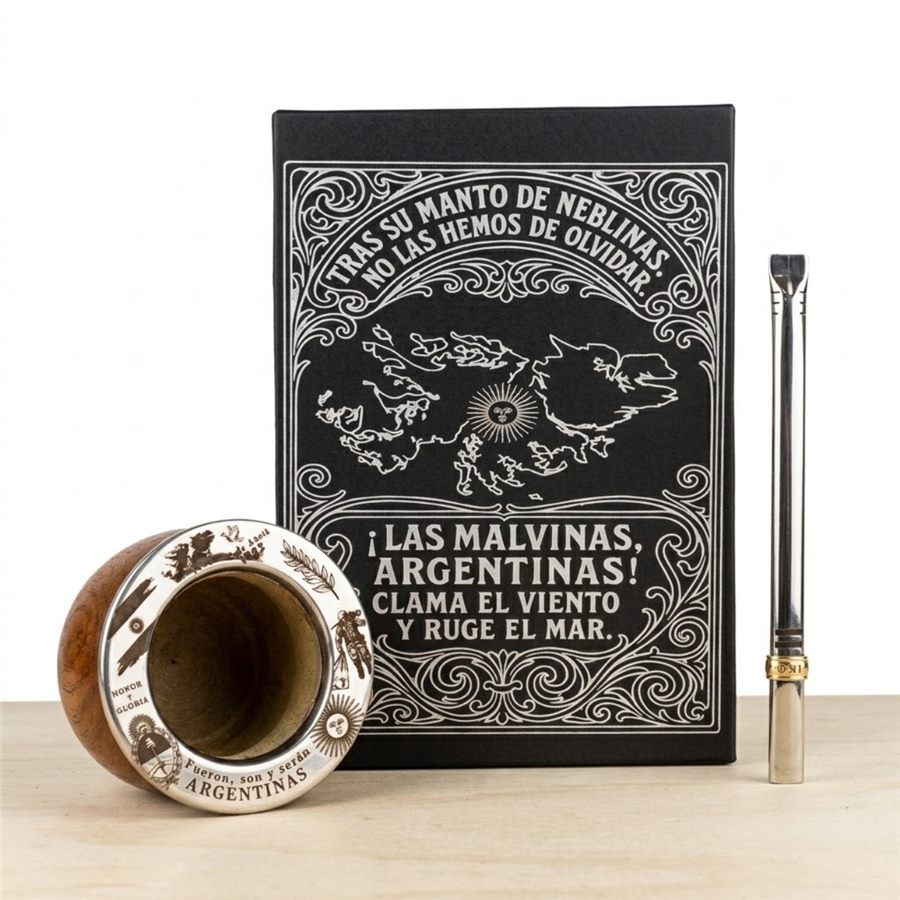 TRAS SU MANTO DE NEBLINAS.
NO LAS HEMOS DE OLVIDAR.
¡LAS MALVINAS,
ARGENTINAS!
CLAMA EL VIENTO
Y RUGE EL MAR.
HONOR
Y
GLORIA
Fueron, son y serán
ARGENTINAS